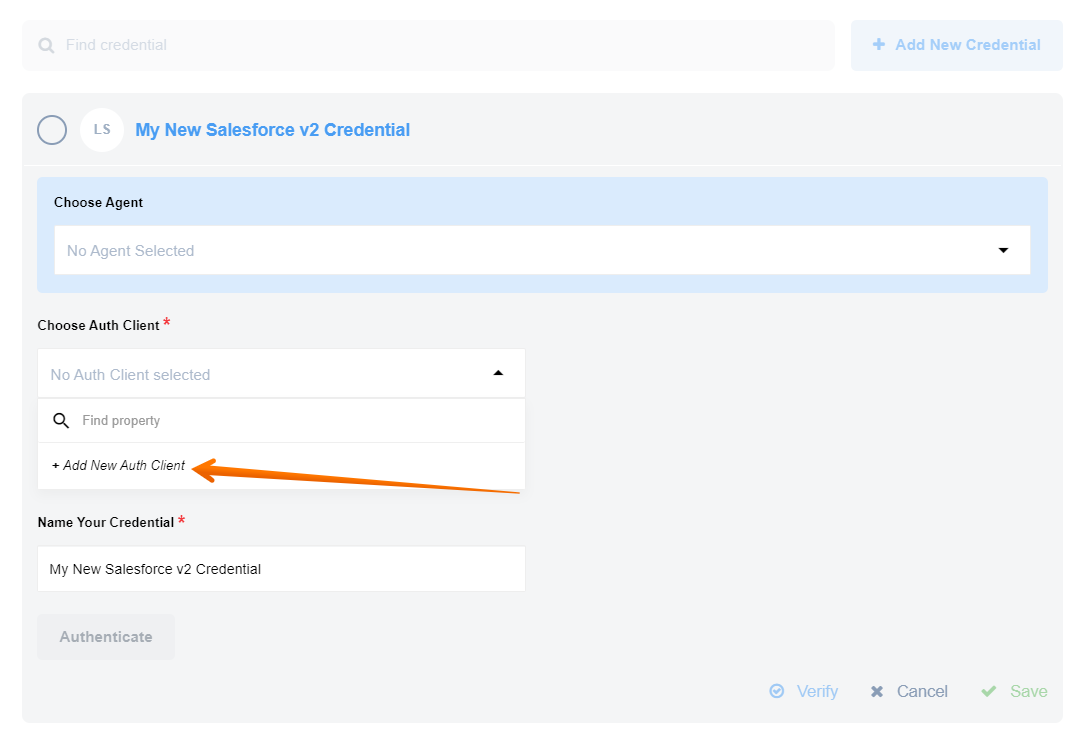 Find credential
+ Add New Credential
LS
My New Salesforce v2 Credential
Choose Agent
No Agent Selected
Choose Auth Client *
No Auth Client selected
Find property
+ Add New Auth Client
Name Your Credential *
My New Salesforce v2 Credential
Authenticate
Verify
Cancel
Save